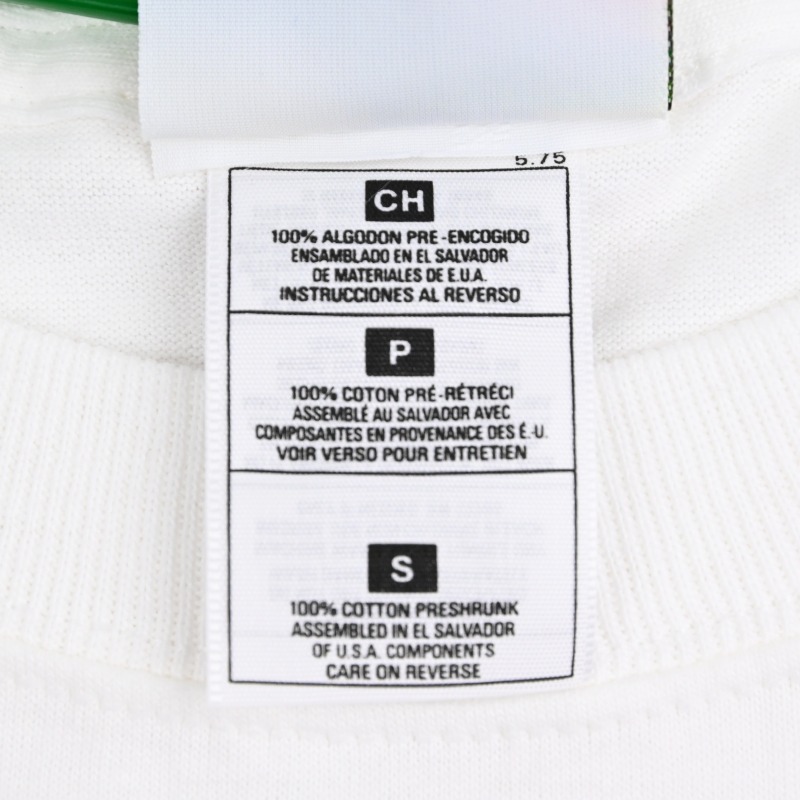 5.75
CH
100% ALGODON PRE-ENCOGIDO
ENSAMBLADO EN EL SALVADOR
DE MATERIALES DE E.U.A.
INSTRUCCIONES AL REVERSO
P
100% COTON PRÉ-RÉTRÉCI
ASSEMBLÉ AU SALVADOR AVEC
COMPOSANTES EN PROVENANCE DES É.-U.
VOIR VERSO POUR ENTRETIEN
S
100% COTTON PRESHRUNK
ASSEMBLED IN EL SALVADOR
OF U.S.A. COMPONENTS
CARE ON REVERSE